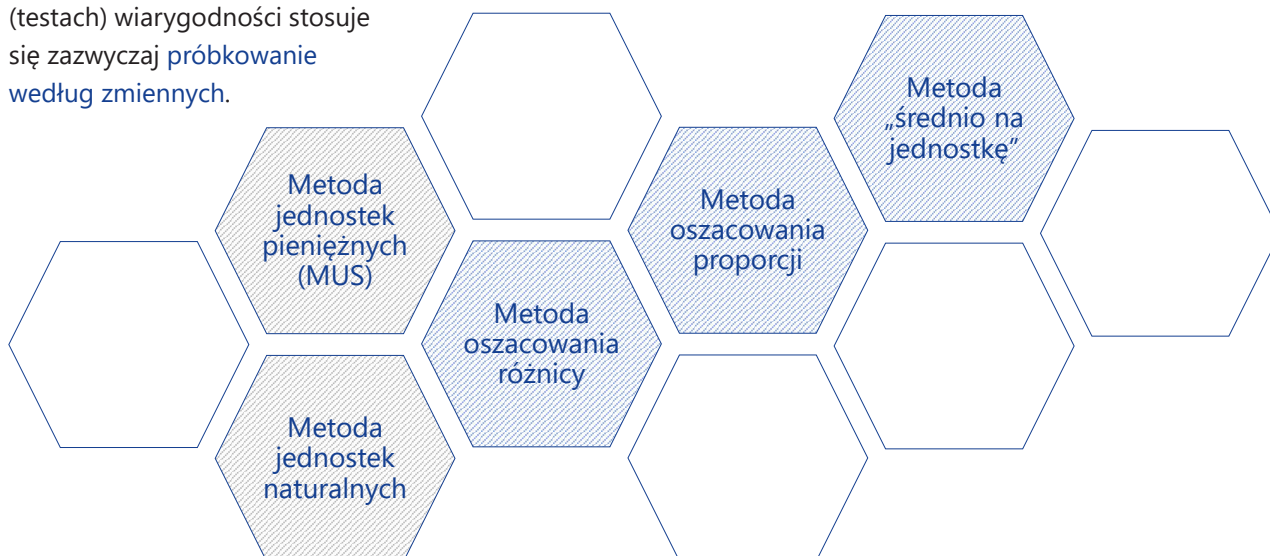 (testach) wiarygodności stosuje
się zazwyczaj próbkowanie
według zmiennych.
Metoda
„średnio na
jednostkę”
Metoda
jednostek
pieniężnych
(MUS)
Metoda
oszacowania
proporcji
Metoda
oszacowania
różnicy
Metoda
jednostek
naturalnych